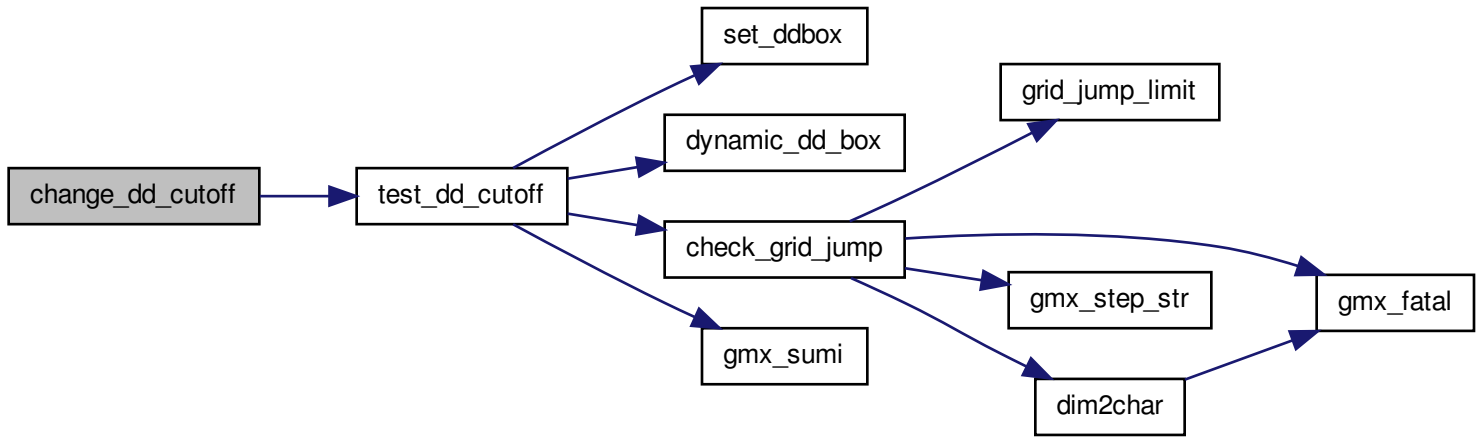 change_dd_cutoff
test_dd_cutoff
set_ddbox
dynamic_dd_box
check_grid_jump
gmx_sumi
grid_jump_limit
gmx_step_str
dim2char
gmx_fatal